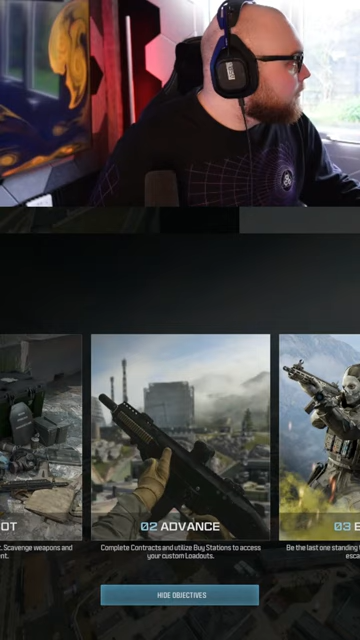 OT
02 ADVANCE
03 E
. Scavenge weapons and
nt.
Complete Contracts and utilize Buy Stations to access
your custom Loadouts.
Be the last one standing
esca
HIDE OBJECTIVES